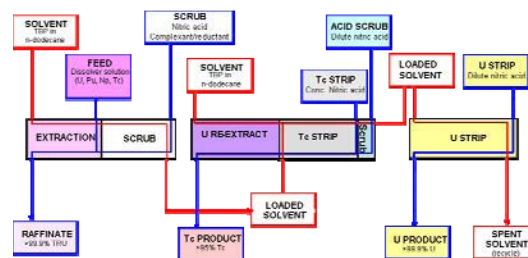 SOLVENT
TBP in
n-dodecane
FEED
Dissolver solution
(U, Pu, Np, Tc)
SCRUB
Nitric acid
Complexant/reductant
SOLVENT
TBP in
n-dodecane
ACID SCRUB
Dilute nitric acid
Tc STRIP
Conc. Nitric acid
LOADED
SOLVENT
U STRIP
Dilute nitric acid
EXTRACTION
SCRUB
U RE-EXTRACT
Tc STRIP
Scrub
U STRIP
LOADED
SOLVENT
RAFFINATE
>99.9% TRU
Tc PRODUCT
>95% Tc
U PRODUCT
>99.9% U
SPENT
SOLVENT
(recycle)